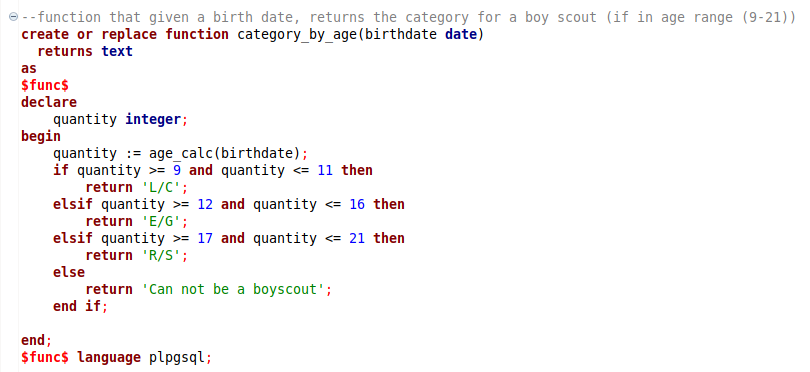 --function that given a birth date, returns the category for a boy scout (if in age range (9-21))
create or replace function category_by_age(birthdate date)
  returns text
as
$func$
declare
    quantity integer;
begin
    quantity := age_calc(birthdate);
    if quantity >= 9 and quantity <= 11 then
        return 'L/C';
    elsif quantity >= 12 and quantity <= 16 then
        return 'E/G';
    elsif quantity >= 17 and quantity <= 21 then
        return 'R/S';
    else
        return 'Can not be a boyscout';
    end if;

end;
$func$ language plpgsql;